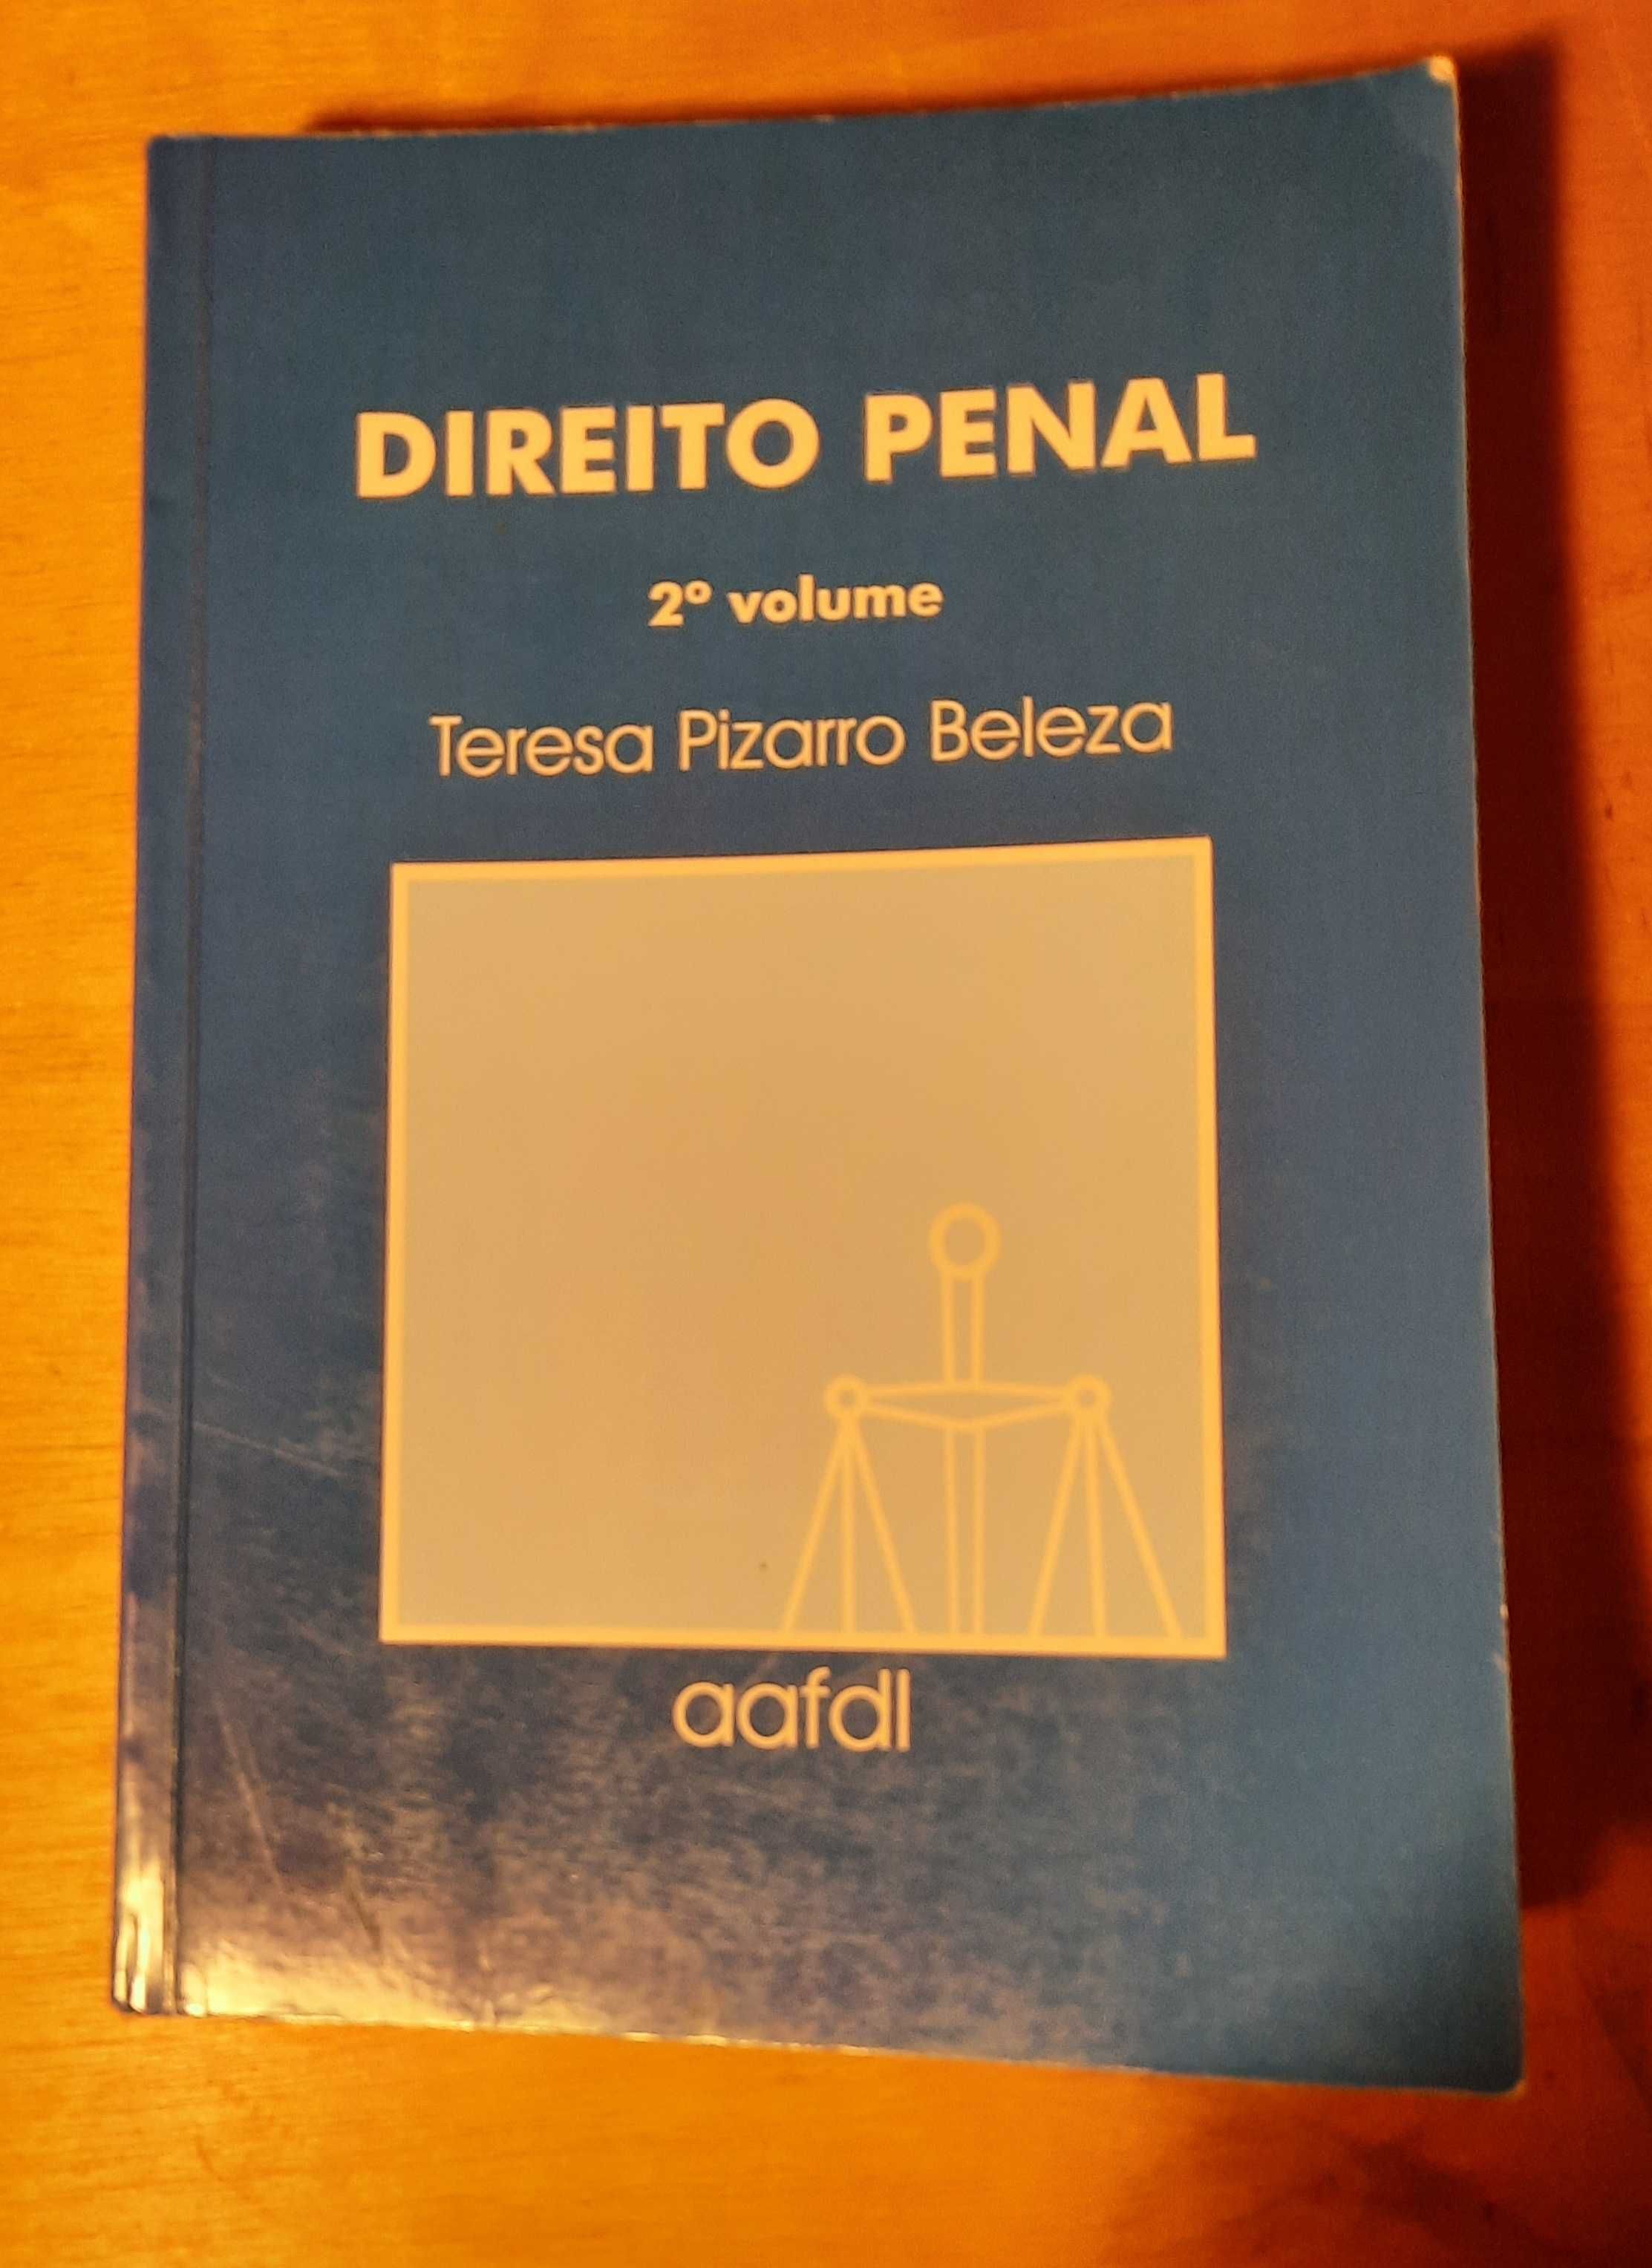 DIREITO PENAL
2º volume
Teresa Pizarro Beleza
aafdl